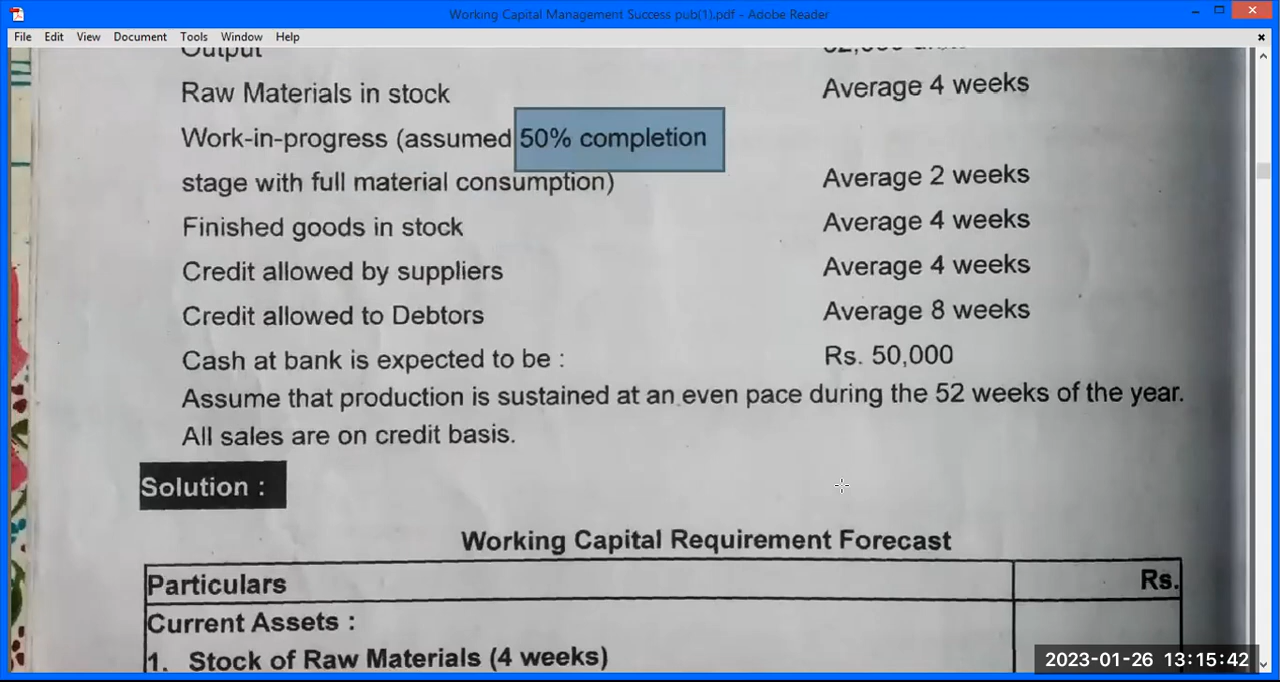 Working Capital Management Success pub(1).pdf - Adobe Reader
File Edit View Document Tools Window Help
Output
Raw Materials in stock Average 4 weeks
Work-in-progress (assumed 50% completion
stage with full material consumption) Average 2 weeks
Finished goods in stock Average 4 weeks
Credit allowed by suppliers Average 4 weeks
Credit allowed to Debtors Average 8 weeks
Cash at bank is expected to be : Rs. 50,000
Assume that production is sustained at an even pace during the 52 weeks of the year.
All sales are on credit basis.
Solution :
Working Capital Requirement Forecast
Particulars Rs.
Current Assets :
1. Stock of Raw Materials (4 weeks)
2023-01-26 13:15:42